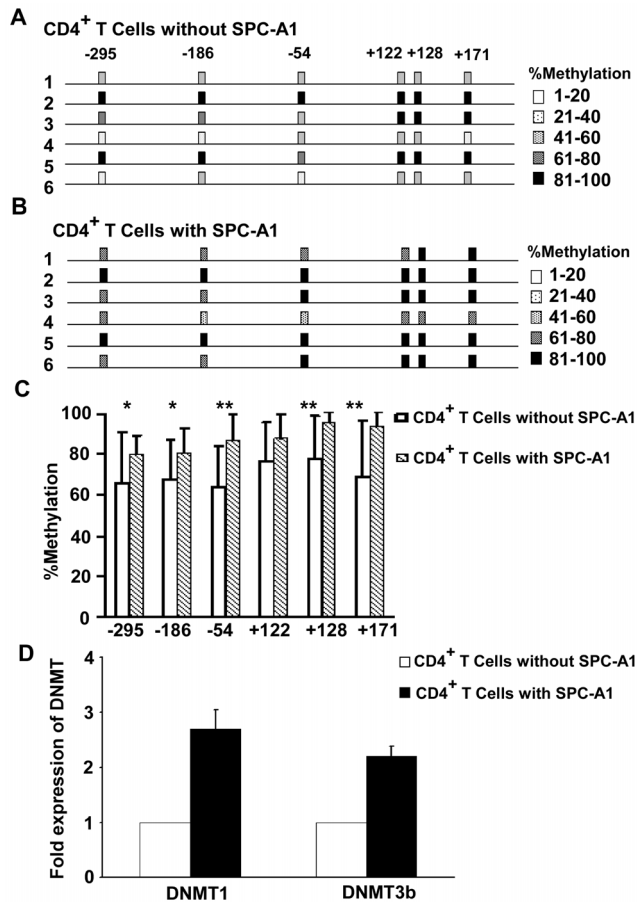 A
CD4+ T Cells without SPC-A1
-295 -186 -54 +122 +128 +171
%Methylation
1 1-20
2 21-40
3 41-60
4 61-80
5 81-100
6
B
CD4+ T Cells with SPC-A1
%Methylation
1 1-20
2 21-40
3 41-60
4 61-80
5 81-100
6
C
* * ** ** **
100
80
60
40
20
0
%Methylation
CD4+ T Cells without SPC-A1
CD4+ T Cells with SPC-A1
-295 -186 -54 +122 +128 +171
D
4
3
2
1
0
Fold expression of DNMT
CD4+ T Cells without SPC-A1
CD4+ T Cells with SPC-A1
DNMT1 DNMT3b